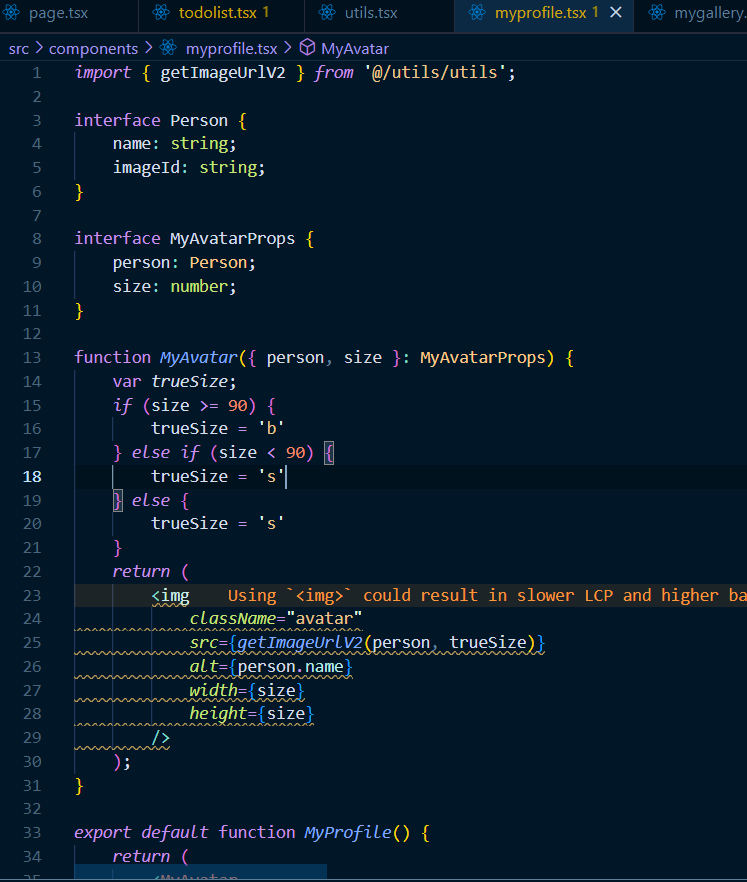 page.tsx todolist.tsx 1 utils.tsx myprofile.tsx 1 mygallery.
src > components > myprofile.tsx > MyAvatar
1 import { getImageUrlV2 } from '@/utils/utils';
2
3 interface Person {
4 name: string;
5 imageId: string;
6 }
7
8 interface MyAvatarProps {
9 person: Person;
10 size: number;
11 }
12
13 function MyAvatar({ person, size }: MyAvatarProps) {
14 var trueSize;
15 if (size >= 90) {
16 trueSize = 'b'
17 } else if (size < 90) {
18 trueSize = 's'
19 } else {
20 trueSize = 's'
21 }
22 return (
23 <img Using `<img>` could result in slower LCP and higher ba
24 className="avatar"
25 src={getImageUrlV2(person, trueSize)}
26 alt={person.name}
27 width={size}
28 height={size}
29 />
30 );
31 }
32
33 export default function MyProfile() {
34 return (